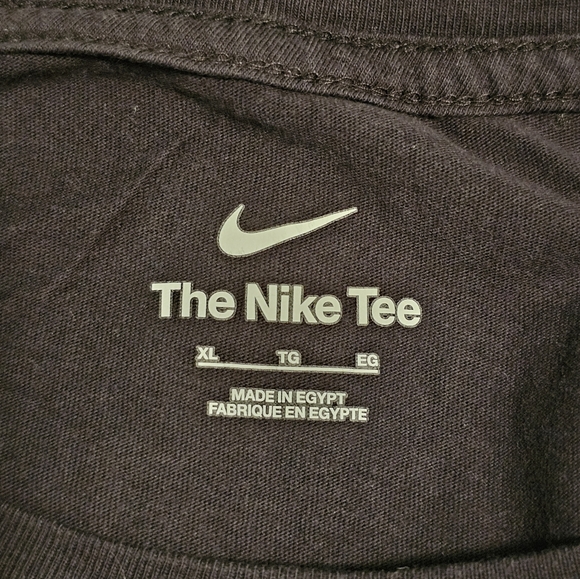 The Nike Tee
XL TG EG
MADE IN EGYPT
FABRIQUE EN EGYPTE